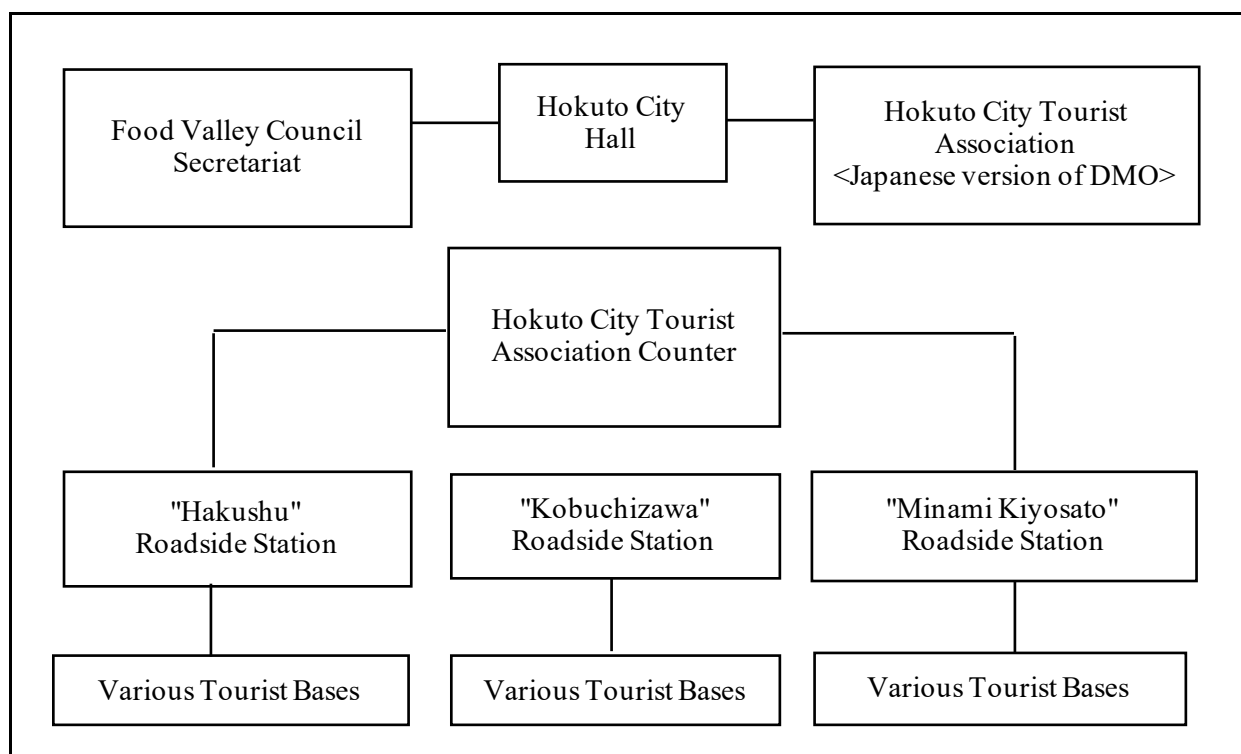 Food Valley Council
Secretariat
Hokuto City
Hall
Hokuto City Tourist
Association
<Japanese version of DMO>
Hokuto City Tourist
Association Counter
"Hakushu"
Roadside Station
"Kobuchizawa"
Roadside Station
"Minami Kiyosato"
Roadside Station
Various Tourist Bases
Various Tourist Bases
Various Tourist Bases